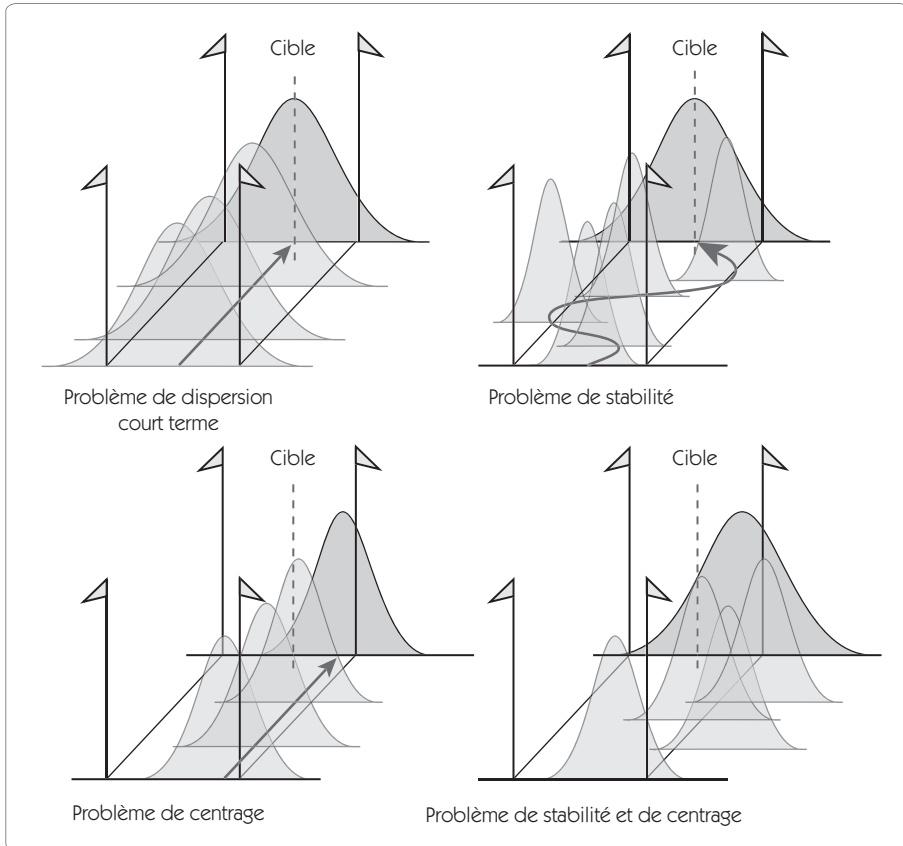 Cible
Cible
Problème de dispersion
court terme
Problème de stabilité
Cible
Cible
Problème de centrage
Problème de stabilité et de centrage